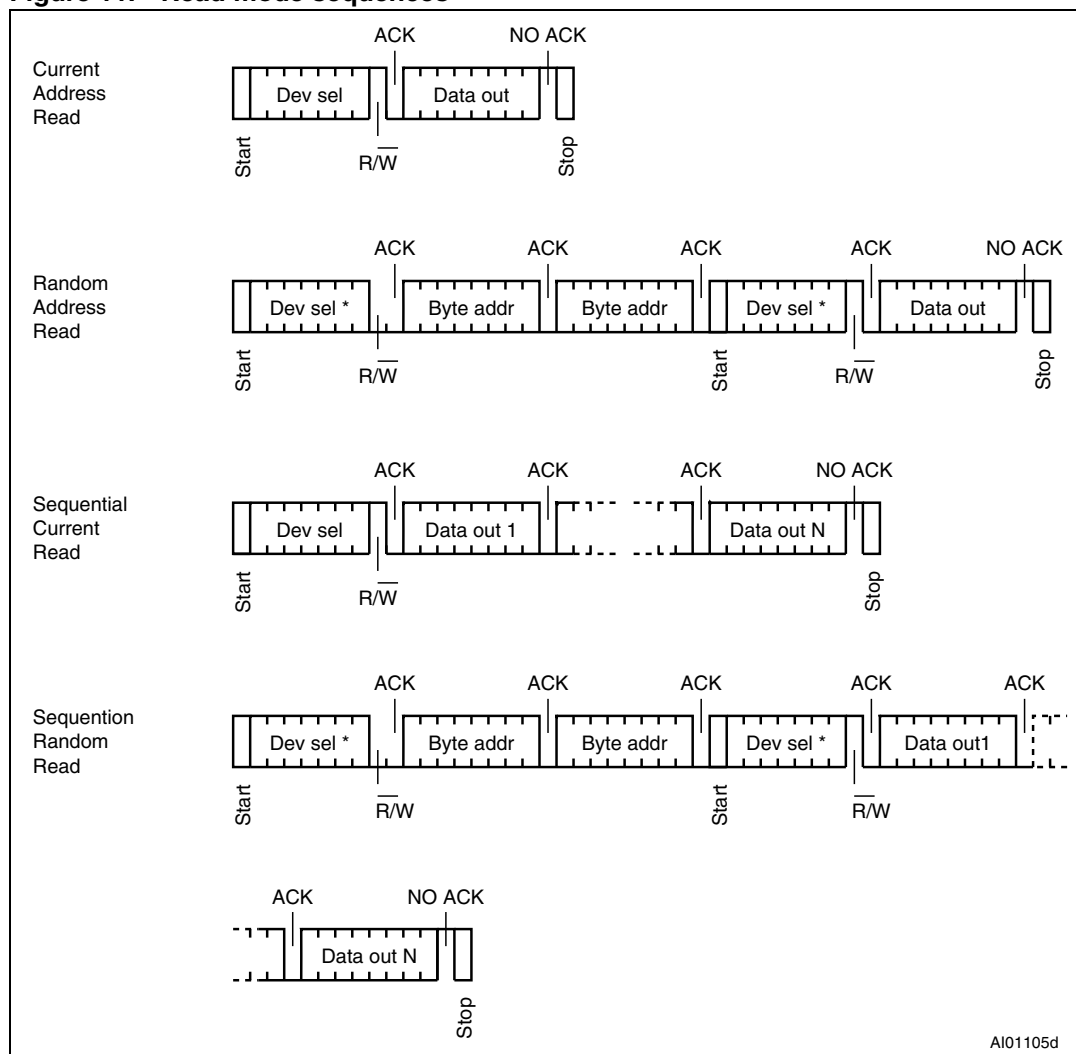 Read mode sequences
ACK NO ACK
Current
Address
Read
Dev sel Data out
Start R/W̅ Stop
ACK ACK ACK ACK NO ACK
Random
Address
Read
Dev sel * Byte addr Byte addr Dev sel * Data out
Start R/W̅ Start R/W̅ Stop
ACK ACK ACK NO ACK
Sequential
Current
Read
Dev sel Data out 1 Data out N
Start R/W̅ Stop
ACK ACK ACK ACK ACK
Sequention
Random
Read
Dev sel * Byte addr Byte addr Dev sel * Data out1
Start R̅/W Start R̅/W
ACK NO ACK
Data out N
Stop
AI01105d